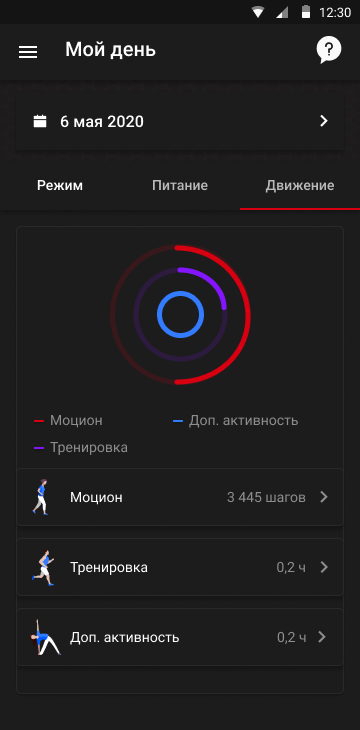 12:30
Мой день
?
6 мая 2020
Режим Питание Движение
Моцион Доп. активность
Тренировка
Моцион 3 445 шагов
Тренировка 0,2 ч
Доп. активность 0,2 ч